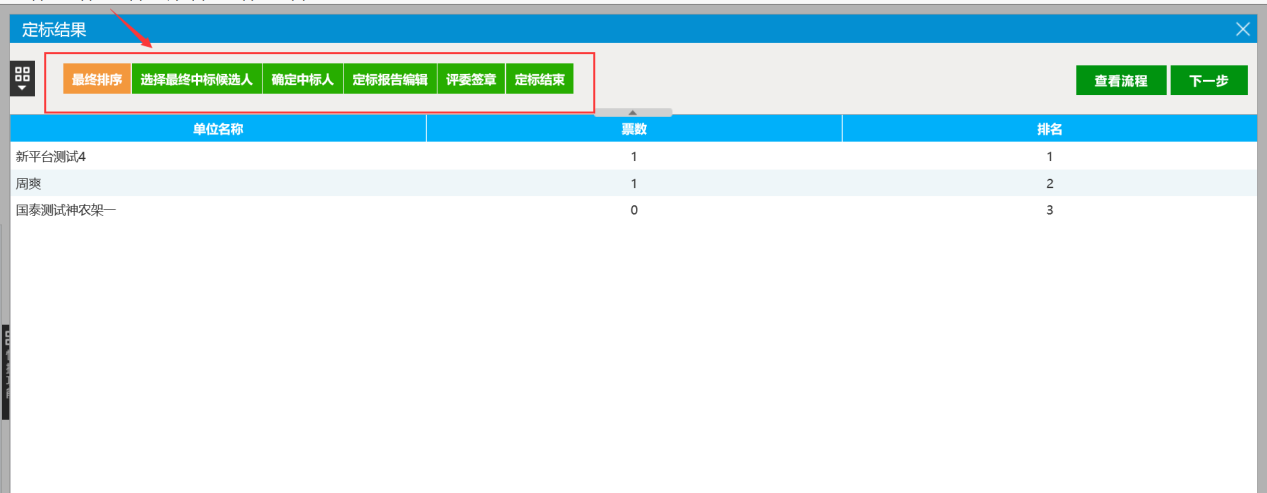 定标结果
最终排序 选择最终中标候选人 确定中标人 定标报告编辑 评委签章 定标结束 查看流程 下一步
单位名称 票数 排名
新平台测试4 1 1
周爽 1 2
国泰测试神农架一 0 3